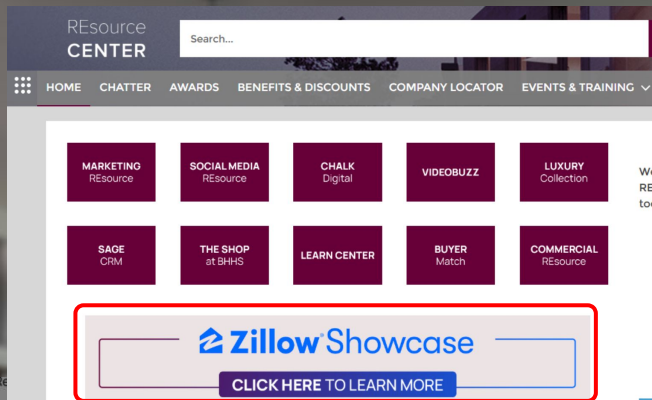 REsource
CENTER
Search...
HOME CHATTER AWARDS BENEFITS & DISCOUNTS COMPANY LOCATOR EVENTS & TRAINING
MARKETING
REsource
SOCIAL MEDIA
REsource
CHALK
Digital
VIDEOBUZZ
LUXURY
Collection
SAGE
CRM
THE SHOP
at BHHS
LEARN CENTER
BUYER
Match
COMMERCIAL
REsource
Zillow Showcase
CLICK HERE TO LEARN MORE